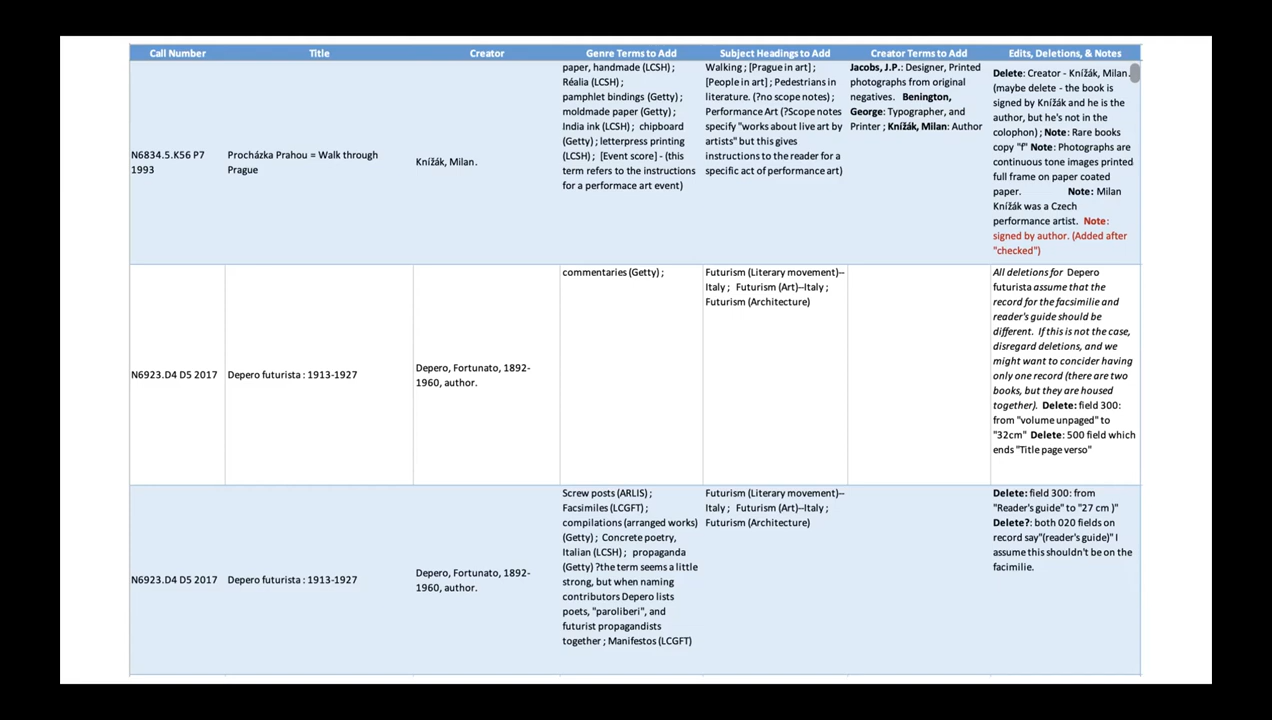 Call Number Title Creator Genre Terms to Add Subject Headings to Add Creator Terms to Add Edits, Deletions, & Notes
N6834.5.K56 P7
1993
Procházka Prahou = Walk through
Prague
Knížák, Milan.
paper, handmade (LCSH) ;
Réalia (LCSH) ;
pamphlet bindings (Getty) ;
moldmade paper (Getty) ;
India ink (LCSH) ; chipboard
(Getty) ; letterpress printing
(LCSH) ; [Event score] - (this
term refers to the instructions
for a performace art event)
Walking ; [Prague in art] ;
[People in art] ; Pedestrians in
literature. (?no scope notes) ;
Performance Art (?Scope notes
specify "works about live art by
artists" but this gives
instructions to the reader for a
specific act of performance art)
Jacobs, J.P.: Designer, Printed
photographs from original
negatives. Benington,
George: Typographer, and
Printer ; Knížák, Milan: Author
Delete: Creator - Knížák, Milan.
(maybe delete - the book is
signed by Knížák and he is the
author, but he's not in the
colophon) ; Note: Rare books
copy "f" Note: Photographs are
continuous tone images printed
full frame on paper coated
paper. Note: Milan
Knížák was a Czech
performance artist. Note:
signed by author. (Added after
"checked")
N6923.D4 D5 2017
Depero futurista : 1913-1927
Depero, Fortunato, 1892-
1960, author.
commentaries (Getty) ;
Futurism (Literary movement)--
Italy ; Futurism (Art)--Italy ;
Futurism (Architecture)
All deletions for Depero
futurista assume that the
record for the facsimilie and
reader's guide should be
different. If this is not the case,
disregard deletions, and we
might want to concider having
only one record (there are two
books, but they are housed
together). Delete: field 300:
from "volume unpaged" to
"32cm" Delete: 500 field which
ends "Title page verso"
N6923.D4 D5 2017
Depero futurista : 1913-1927
Depero, Fortunato, 1892-
1960, author.
Screw posts (ARLIS) ;
Facsimiles (LCGFT) ;
compilations (arranged works)
(Getty) ; Concrete poetry,
Italian (LCSH) ; propaganda
(Getty) ?the term seems a little
strong, but when naming
contributors Depero lists
poets, "paroliberi", and
futurist propagandists
together ; Manifestos (LCGFT)
Futurism (Literary movement)--
Italy ; Futurism (Art)--Italy ;
Futurism (Architecture)
Delete: field 300: from
"Reader's guide" to "27 cm )"
Delete?: both 020 fields on
record say"(reader's guide)" I
assume this shouldn't be on the
facimilie.